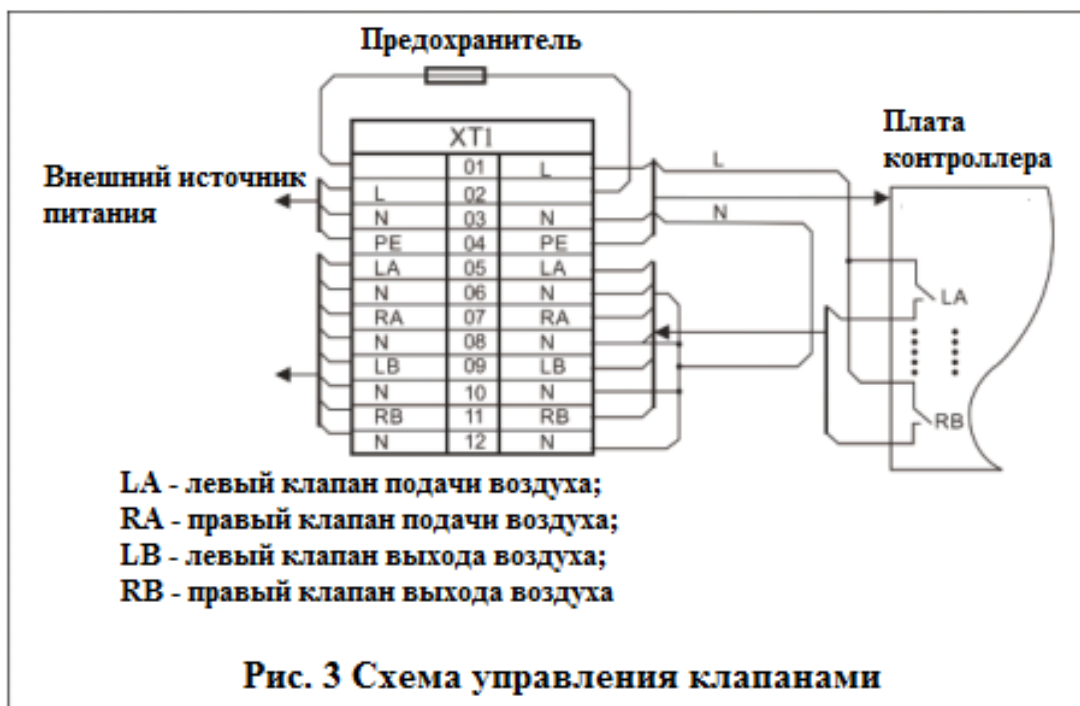 Предохранитель
XT1
Плата
контроллера
Внешний источник
питания
01 L
L 02
N 03 N
PE 04 PE
LA 05 LA
N 06 N
RA 07 RA
N 08 N
LB 09 LB
N 10 N
RB 11 RB
N 12 N
L
N
LA
RB
LA - левый клапан подачи воздуха;
RA - правый клапан подачи воздуха;
LB - левый клапан выхода воздуха;
RB - правый клапан выхода воздуха
Рис. 3 Схема управления клапанами